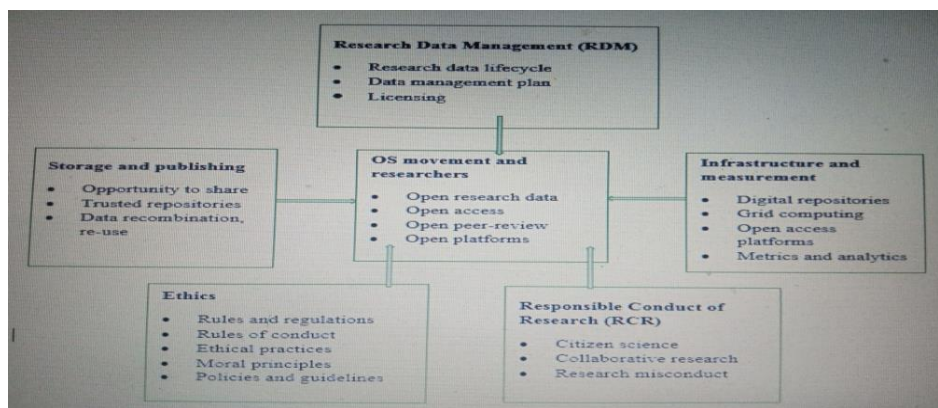 Research Data Management (RDM)
• Research data lifecycle
• Data management plan
• Licensing
Storage and publishing
• Opportunity to share
• Trusted repositories
• Data recombination,
re-use
OS movement and
researchers
• Open research data
• Open access
• Open peer-review
• Open platforms
Infrastructure and
measurement
• Digital repositories
• Grid computing
• Open access
platforms
• Metrics and analytics
Ethics
• Rules and regulations
• Rules of conduct
• Ethical practices
• Moral principles
• Policies and guidelines
Responsible Conduct of
Research (RCR)
• Citizen science
• Collaborative research
• Research misconduct